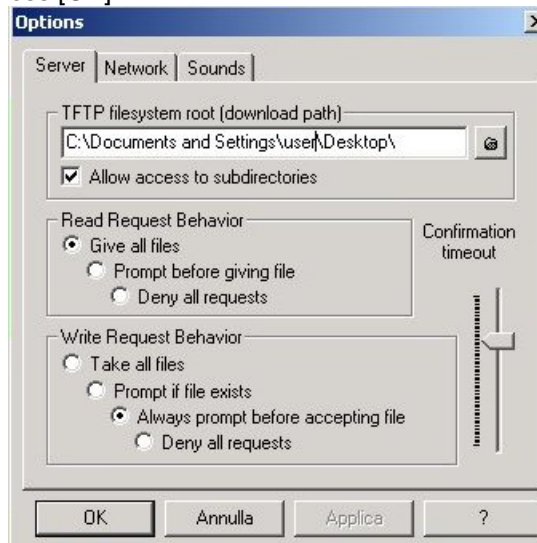 Options
Server Network Sounds
TFTP filesystem root (download path)
C:\Documents and Settings\user\Desktop\
Allow access to subdirectories
Read Request Behavior
Give all files
Prompt before giving file
Deny all requests
Confirmation
timeout
Write Request Behavior
Take all files
Prompt if file exists
Always prompt before accepting file
Deny all requests
OK Annulla Applica ?